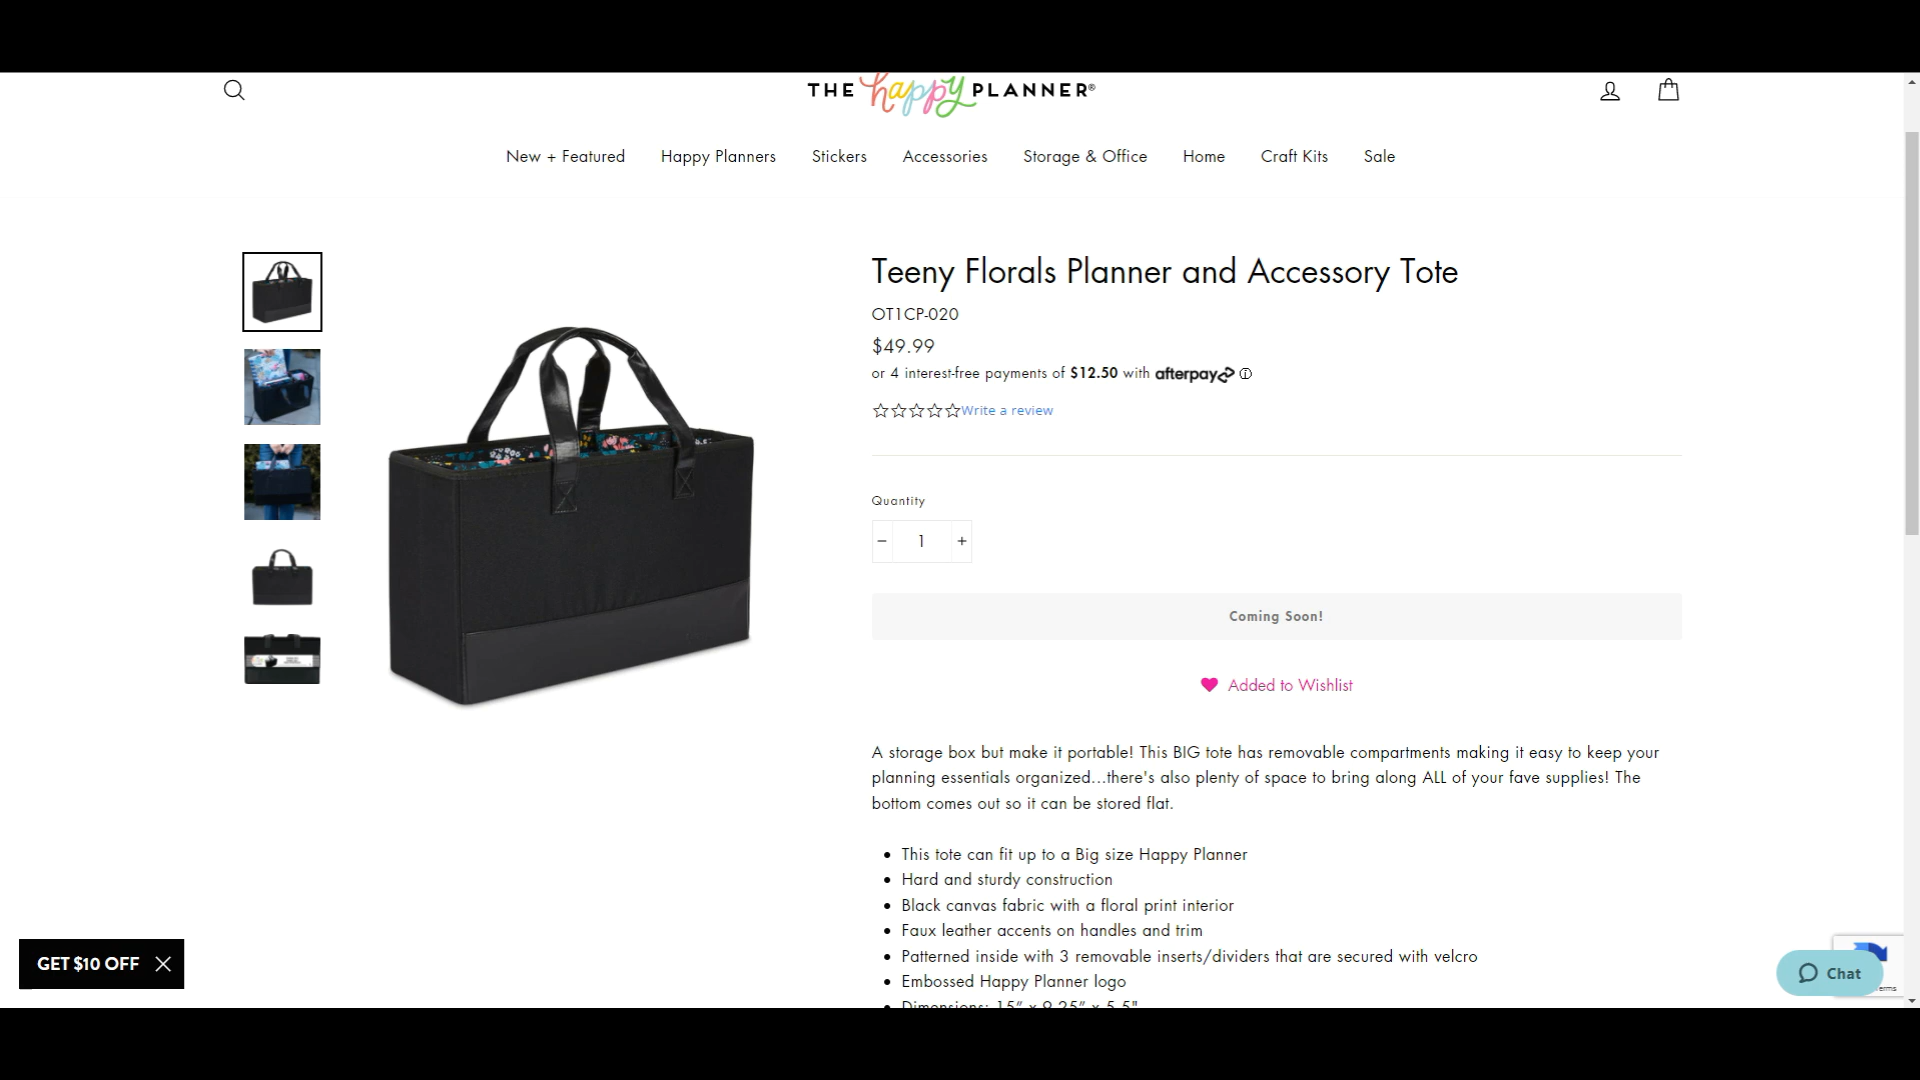 THE happy PLANNER®
New + Featured Happy Planners Stickers Accessories Storage & Office Home Craft Kits Sale
Teeny Florals Planner and Accessory Tote
OT1CP-020
$49.99
or 4 interest-free payments of $12.50 with afterpay
Write a review
Quantity
− 1 +
Coming Soon!
Added to Wishlist
A storage box but make it portable! This BIG tote has removable compartments making it easy to keep your
planning essentials organized...there's also plenty of space to bring along ALL of your fave supplies! The
bottom comes out so it can be stored flat.
• This tote can fit up to a Big size Happy Planner
• Hard and sturdy construction
• Black canvas fabric with a floral print interior
• Faux leather accents on handles and trim
• Patterned inside with 3 removable inserts/dividers that are secured with velcro
• Embossed Happy Planner logo
• Dimensions: 15" x 9.25" x 5.5"
GET $10 OFF
Chat